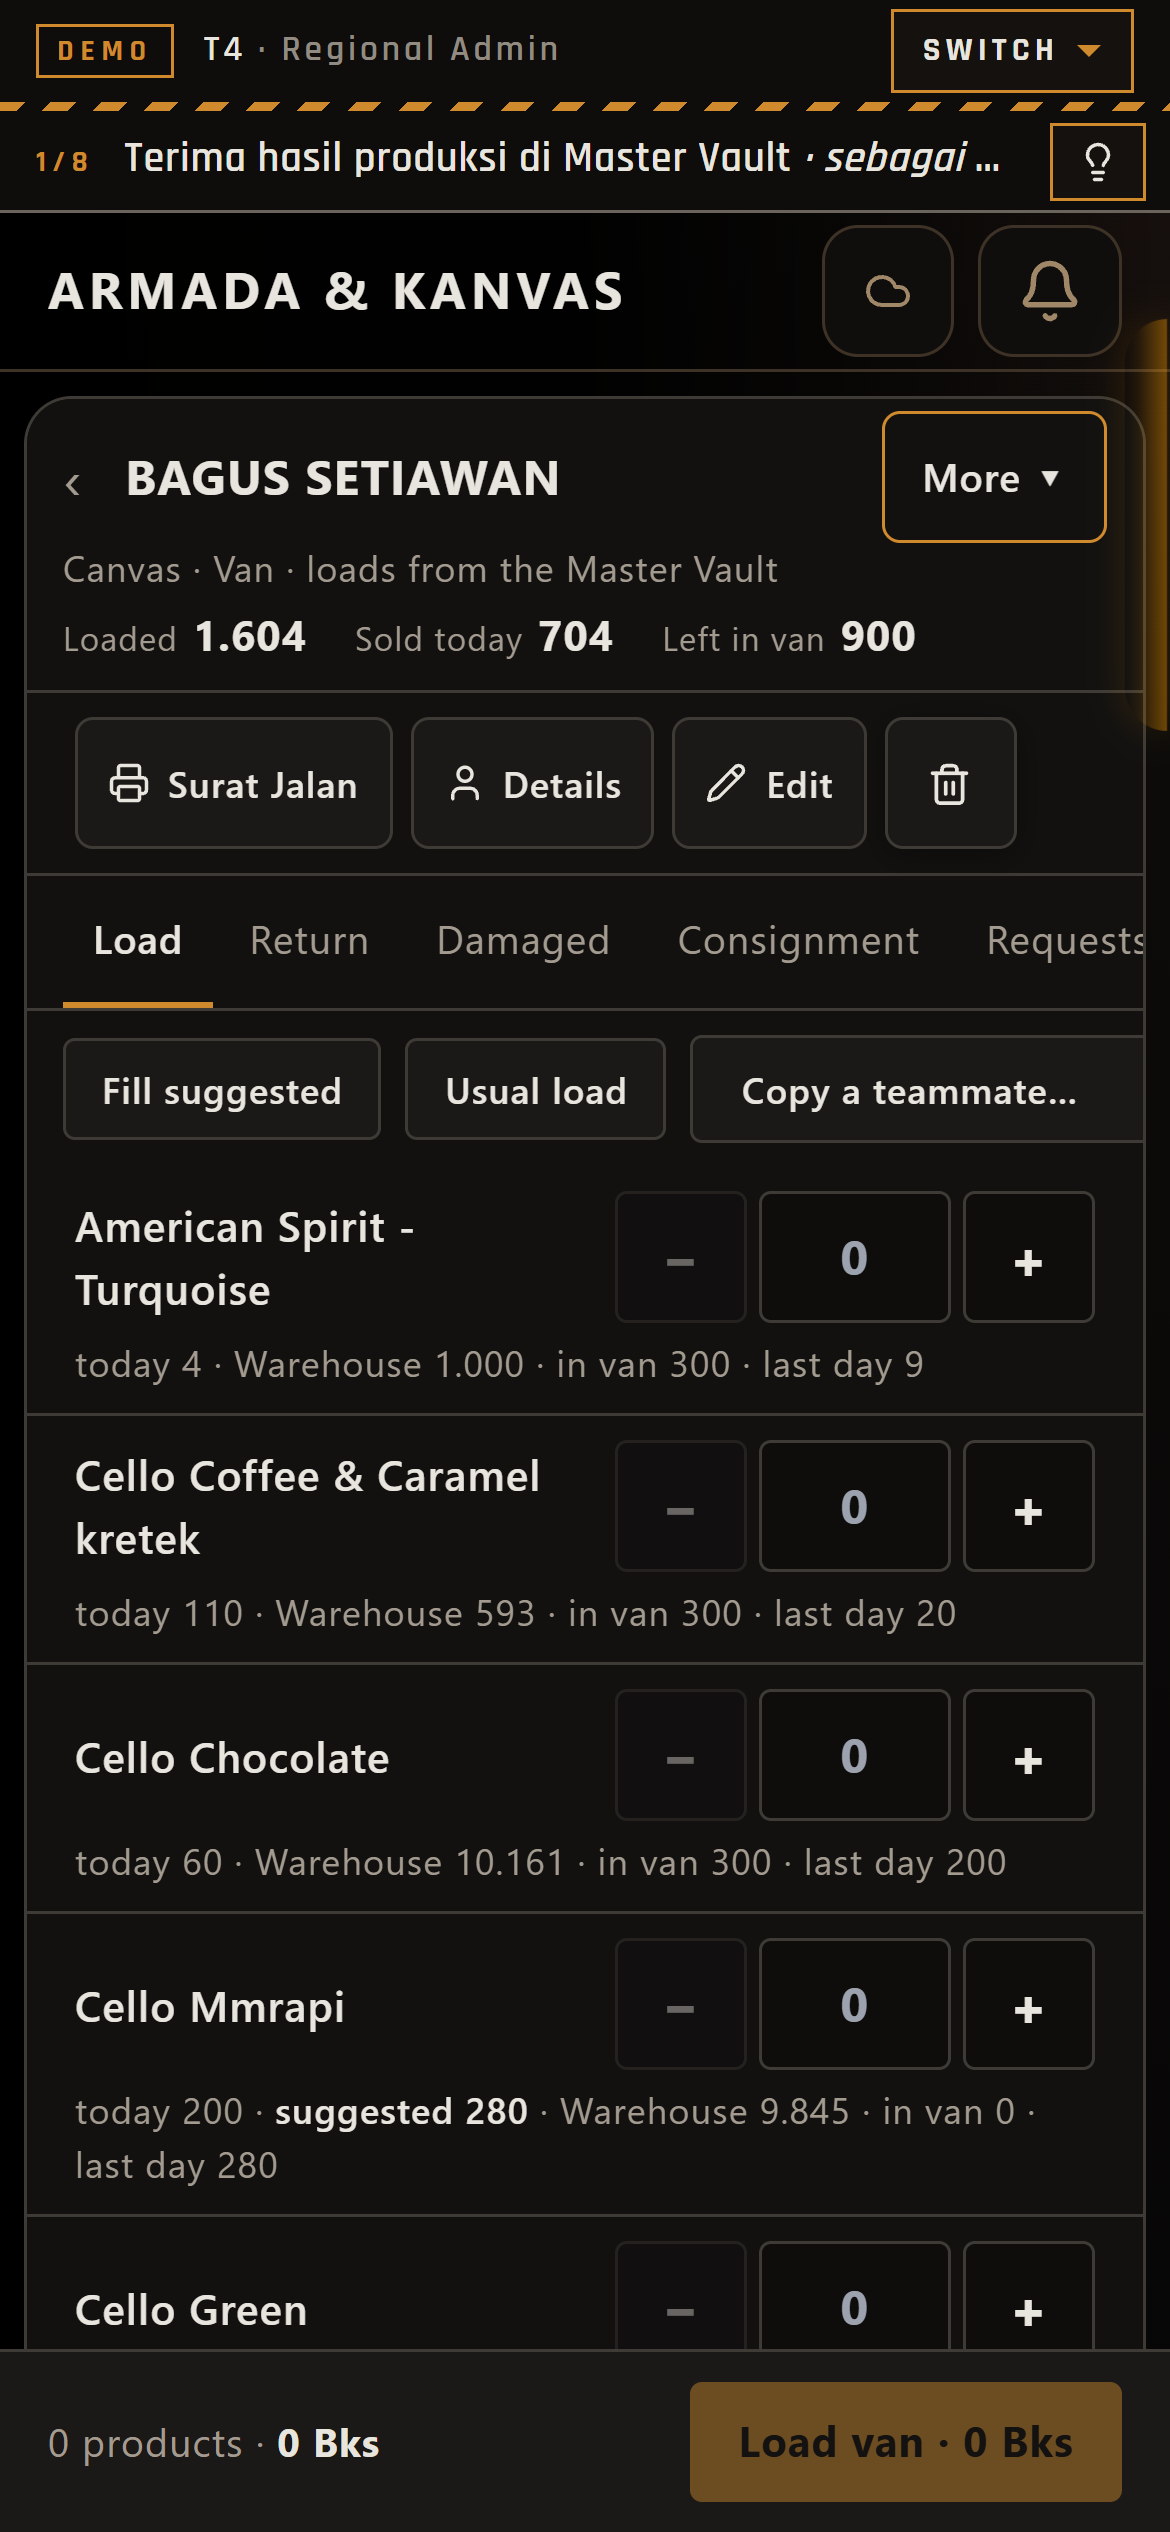 DEMO T4 · Regional Admin SWITCH
1/8 Terima hasil produksi di Master Vault · sebagai ...
ARMADA & KANVAS
‹ BAGUS SETIAWAN More ▼
Canvas · Van · loads from the Master Vault
Loaded 1.604 Sold today 704 Left in van 900
Surat Jalan Details Edit
Load Return Damaged Consignment Requests
Fill suggested Usual load Copy a teammate...
American Spirit -
Turquoise
− 0 +
today 4 · Warehouse 1.000 · in van 300 · last day 9
Cello Coffee & Caramel
kretek
− 0 +
today 110 · Warehouse 593 · in van 300 · last day 20
Cello Chocolate − 0 +
today 60 · Warehouse 10.161 · in van 300 · last day 200
Cello Mmrapi − 0 +
today 200 · suggested 280 · Warehouse 9.845 · in van 0 ·
last day 280
Cello Green − 0 +
0 products · 0 Bks Load van · 0 Bks